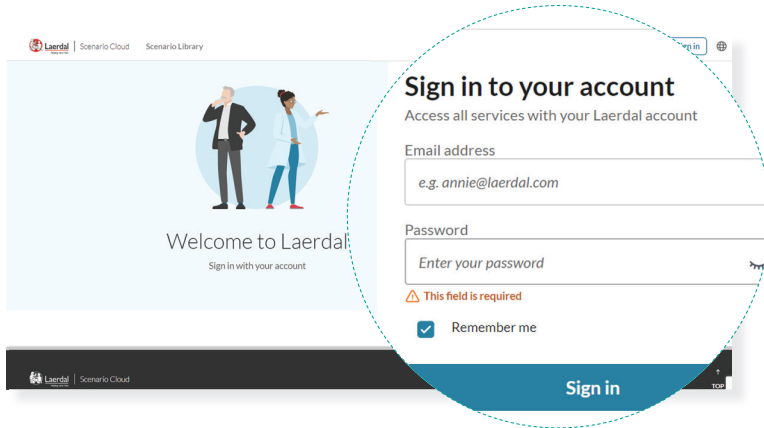 Laerdal Scenario Cloud Scenario Library
Sign in
Sign in to your account
Access all services with your Laerdal account
Email address
e.g. annie@laerdal.com
Password
Enter your password
This field is required
Remember me
Sign in
Welcome to Laerdal
Sign in with your account
Laerdal Scenario Cloud
↑
TOP